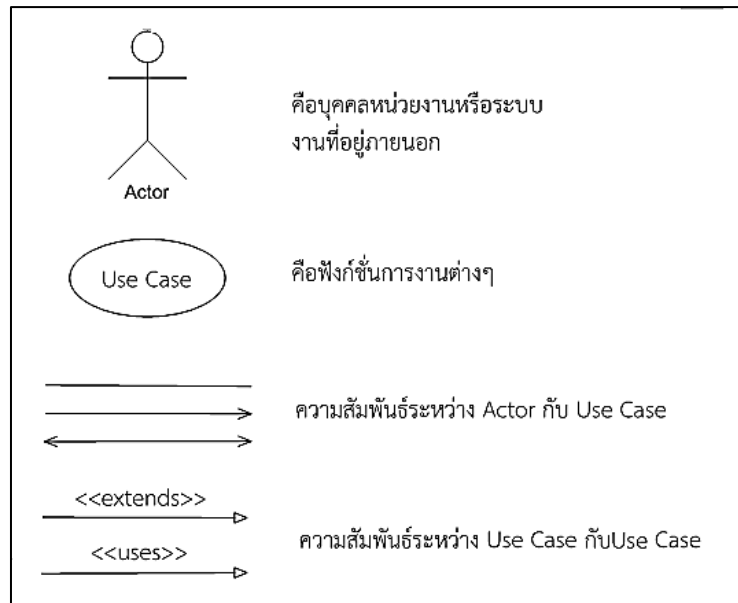 คือบุคคลหน่วยงานหรือระบบ
งานที่อยู่ภายนอก
Actor
Use Case
คือฟังก์ชั่นการงานต่างๆ
ความสัมพันธ์ระหว่าง Actor กับ Use Case
<<extends>>
<<uses>>
ความสัมพันธ์ระหว่าง Use Case กับUse Case